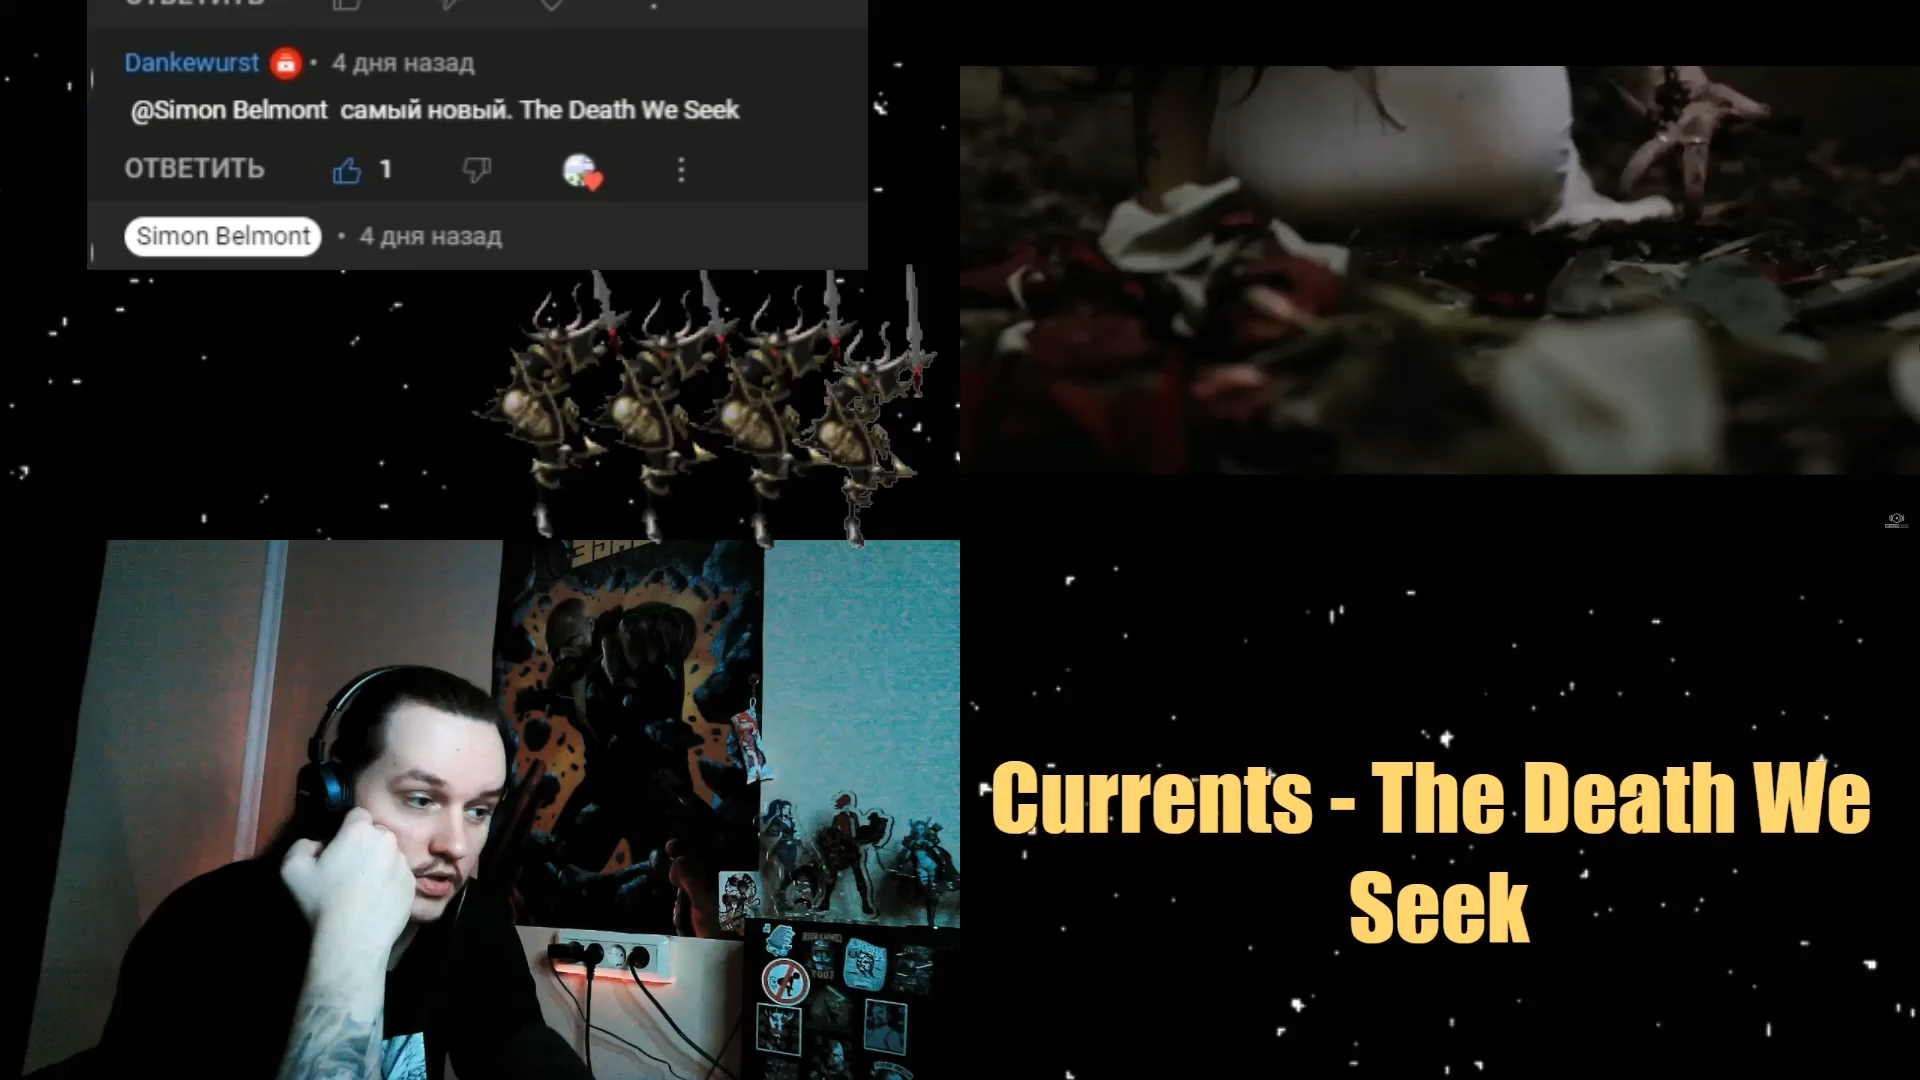 ОТВЕТИТЬ
Dankewurst • 4 дня назад
@Simon Belmont самый новый. The Death We Seek
ОТВЕТИТЬ 1
Simon Belmont • 4 дня назад
Currents - The Death We
Seek